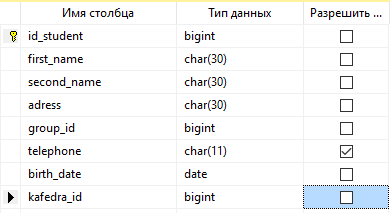 Имя столбца Тип данных Разрешить ...
id_student bigint
first_name char(30)
second_name char(30)
adress char(30)
group_id bigint
telephone char(11)
birth_date date
kafedra_id bigint